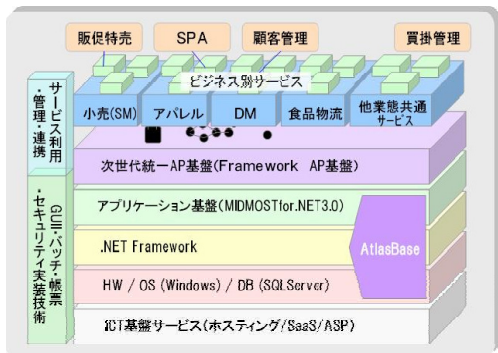 販促特売
SPA
顧客管理
買掛管理
ビジネス別サービス
小売(SM)
アパレル
DM
食品物流
他業態共通
サービス
サービス利用
・管理・連携
次世代統一AP基盤(Framework AP基盤)
GUI・バッチ・帳票
・セキュリティ実装技術
アプリケーション基盤(MIDMOSTfor.NET3.0)
.NET Framework
AtlasBase
HW / OS (Windows) / DB (SQLServer)
ICT基盤サービス(ホスティング/SaaS/ASP)